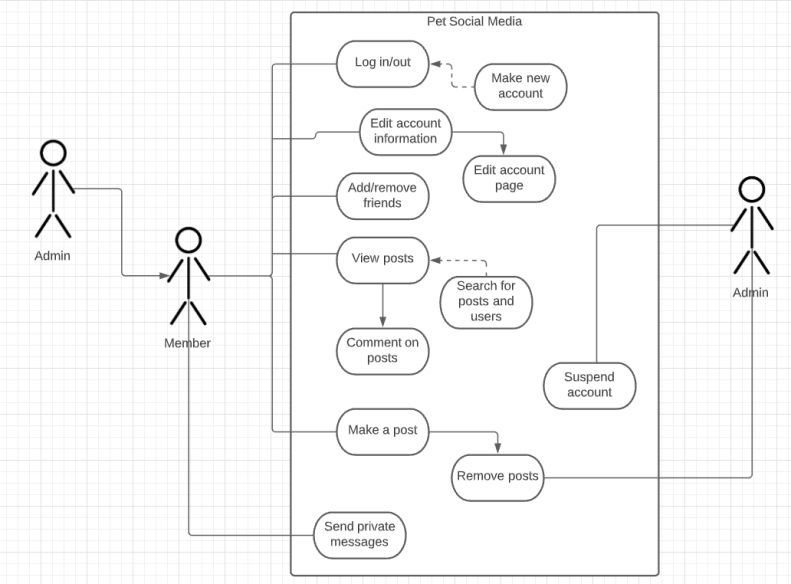 Pet Social Media
Log in/out
Make new
account
Edit account
information
Edit account
page
Add/remove
friends
Admin
Member
View posts
Search for
posts and
users
Comment on
posts
Admin
Suspend
account
Make a post
Remove posts
Send private
messages